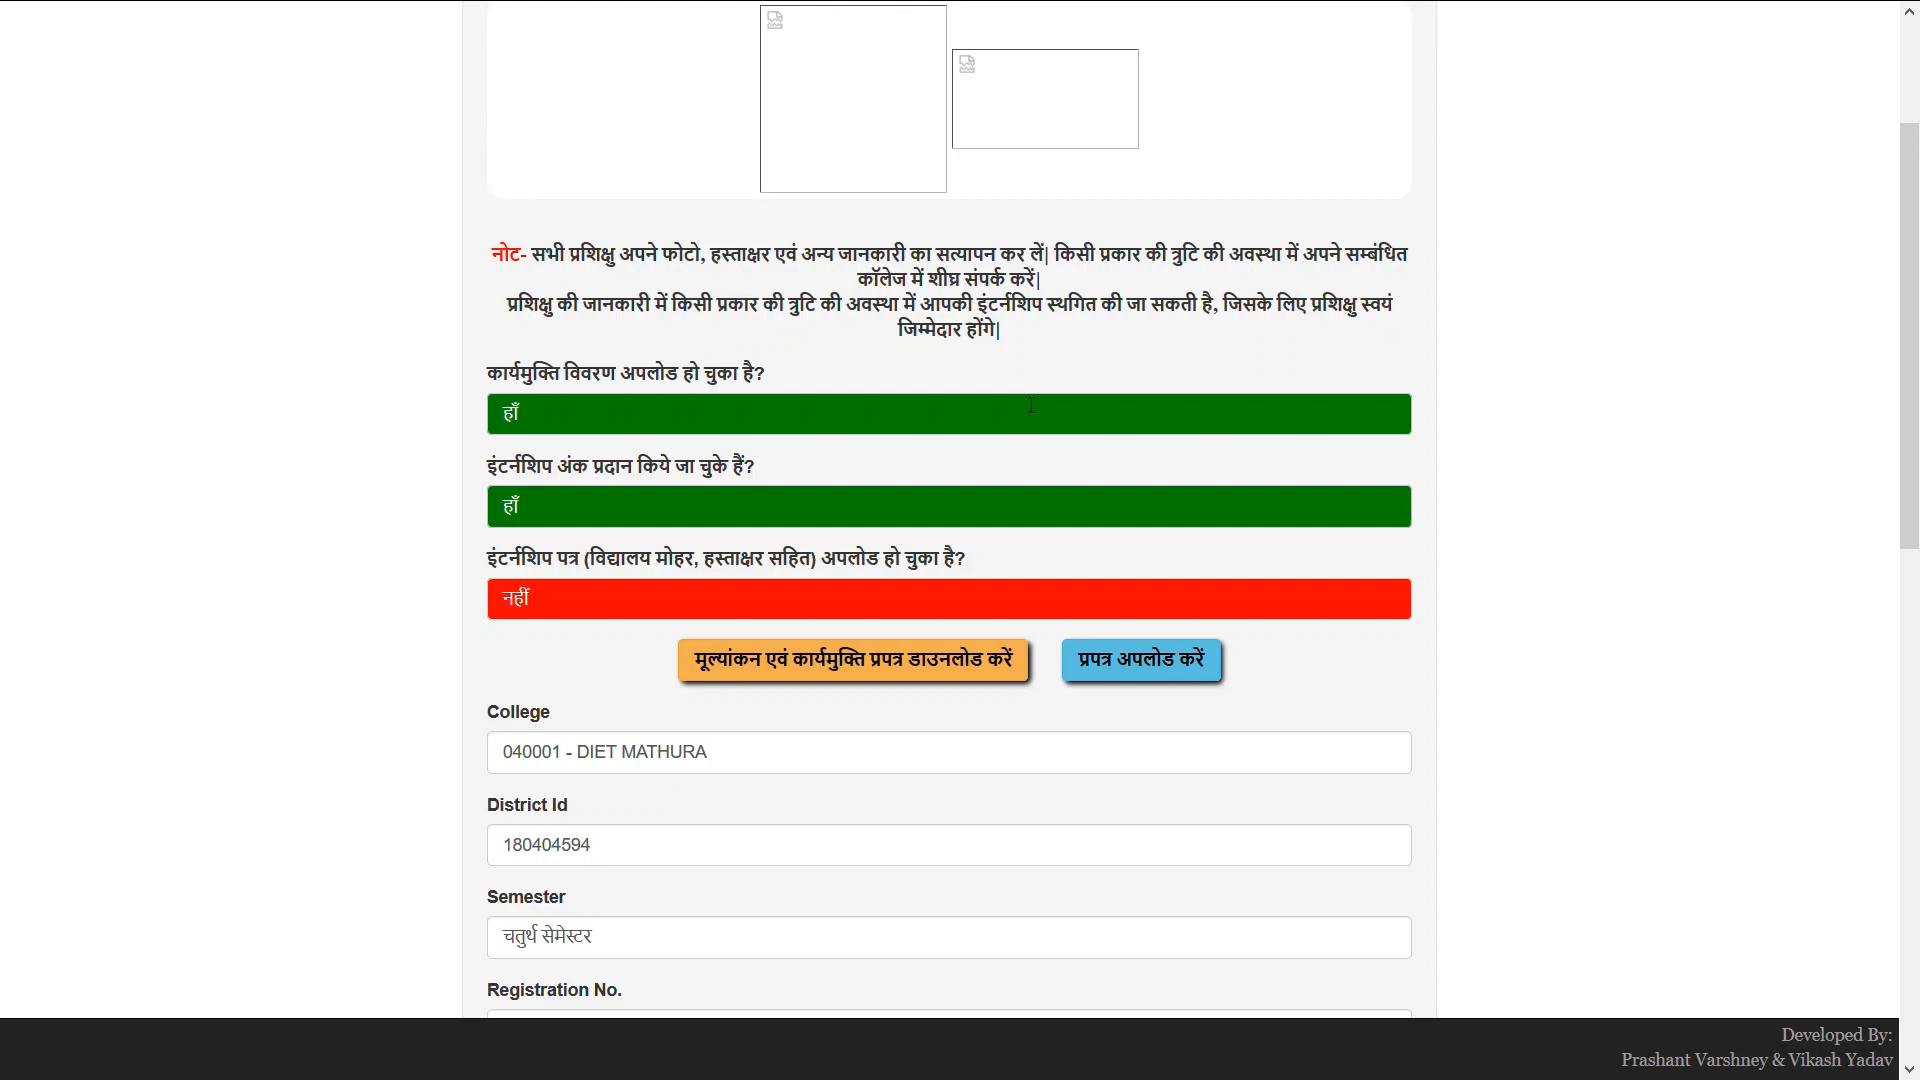 नोट- सभी प्रशिक्षु अपने फोटो, हस्ताक्षर एवं अन्य जानकारी का सत्यापन कर लें| किसी प्रकार की त्रुटि की अवस्था में अपने सम्बंधित
कॉलेज में शीघ्र संपर्क करें|
प्रशिक्षु की जानकारी में किसी प्रकार की त्रुटि की अवस्था में आपकी इंटर्नशिप स्थगित की जा सकती है, जिसके लिए प्रशिक्षु स्वयं
जिम्मेदार होंगे|
कार्यमुक्ति विवरण अपलोड हो चुका है?
हाँ
इंटर्नशिप अंक प्रदान किये जा चुके हैं?
हाँ
इंटर्नशिप पत्र (विद्यालय मोहर, हस्ताक्षर सहित) अपलोड हो चुका है?
नहीं
मूल्यांकन एवं कार्यमुक्ति प्रपत्र डाउनलोड करें
प्रपत्र अपलोड करें
College
040001 - DIET MATHURA
District Id
180404594
Semester
चतुर्थ सेमेस्टर
Registration No.
Developed By:
Prashant Varshney & Vikash Yadav